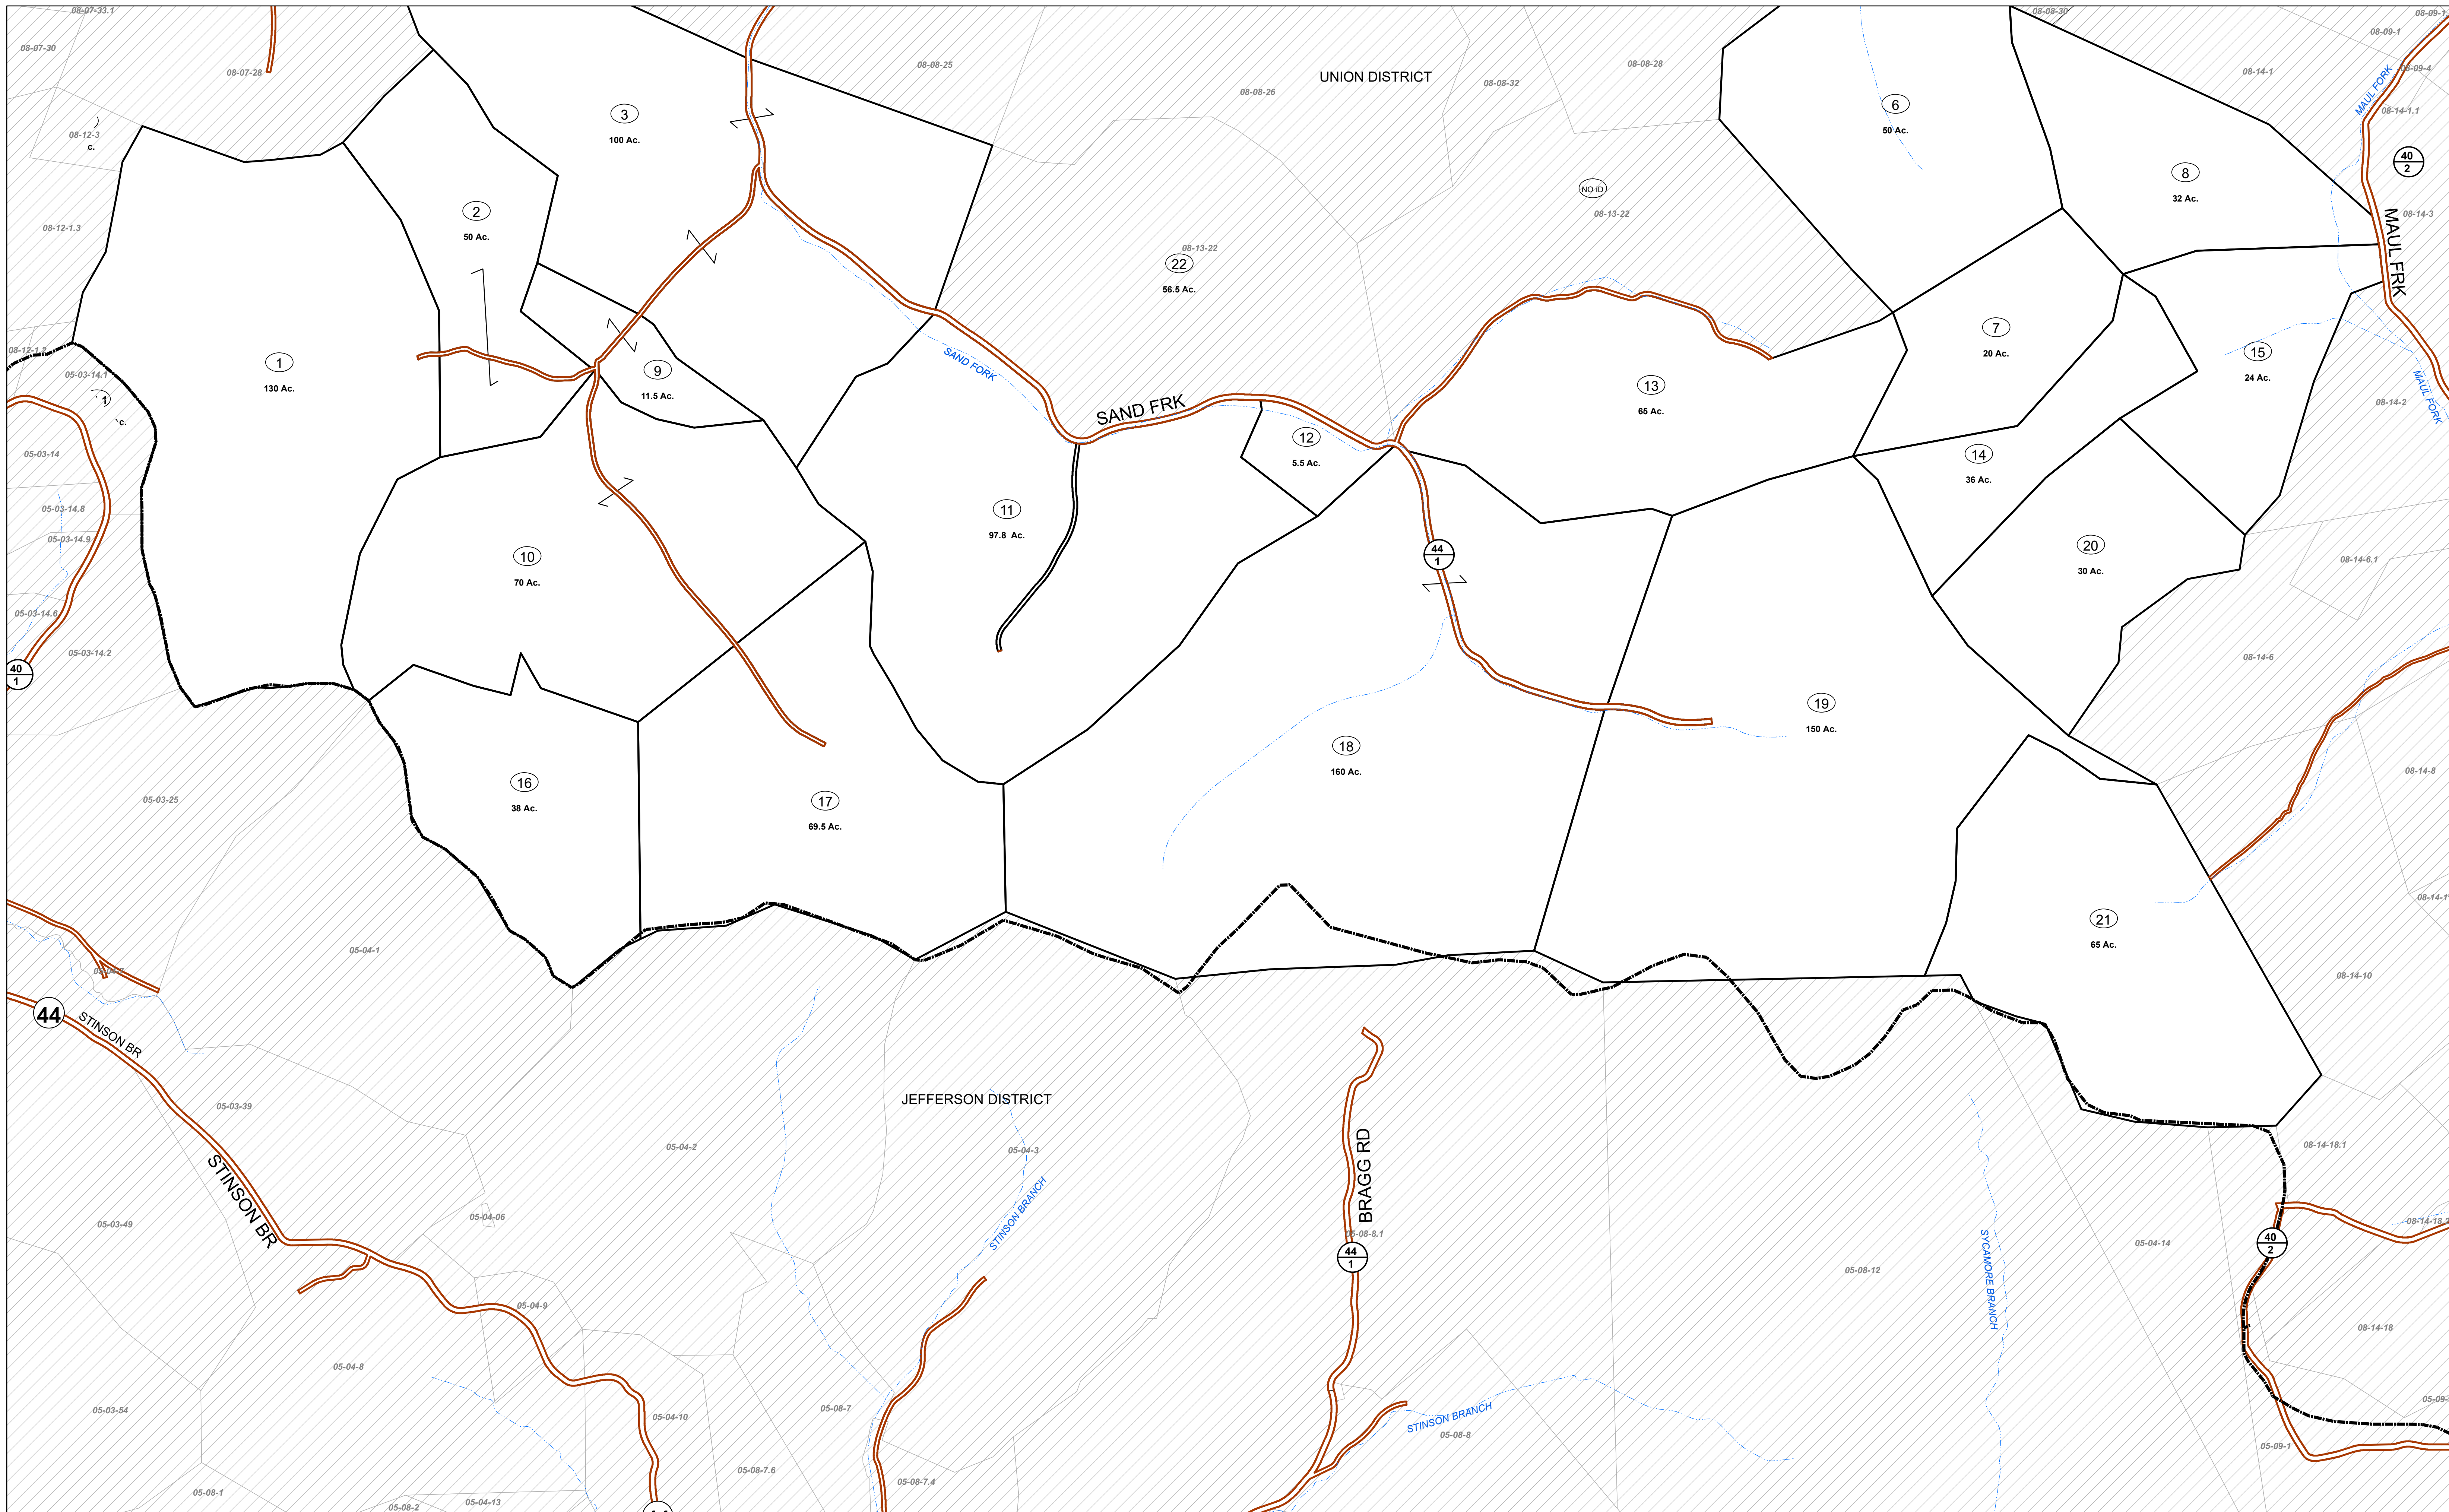 08-07-33.1
08-08-30
08-09-1
08-07-30
08-07-28
08-08-25
UNION DISTRICT
08-08-26
08-08-32
08-08-28
08-14-1
08-09-4
MAUL FORK
3
100 Ac.
6
50 Ac.
08-14-1.1
08-12-3
c.
40
2
8
32 Ac.
NO ID
08-13-22
08-14-3
2
50 Ac.
08-12-1.3
08-13-22
22
56.5 Ac.
MAUL FRK
7
20 Ac.
08-12-1.2
1
130 Ac.
05-03-14.1
1
c.
SAND FORK
9
11.5 Ac.
13
65 Ac.
15
24 Ac.
MAUL FORK
08-14-2
SAND FRK
12
5.5 Ac.
05-03-14
14
36 Ac.
05-03-14.8
11
97.8 Ac.
05-03-14.9
10
70 Ac.
44
1
20
30 Ac.
08-14-6.1
05-03-14.6
05-03-14.2
08-14-6
40
1
19
150 Ac.
18
160 Ac.
08-14-8
16
38 Ac.
17
69.5 Ac.
05-03-25
08-14-1
21
65 Ac.
05-04-1
08-14-10
44
STINSON BR
JEFFERSON DISTRICT
05-03-39
05-04-2
05-04-3
08-14-18.1
STINSON BR
BRAGG RD
STINSON BRANCH
05-03-49
05-04-06
05-08-8.1
44
1
SYCAMORE BRANCH
05-04-14
40
2
08-14-18.2
05-08-12
05-04-9
08-14-18
05-04-8
05-03-54
05-04-10
05-08-7
STINSON BRANCH
05-08-8
05-09-1
05-08-7.6
05-08-7.4
05-08-1
05-04-13
05-08-2